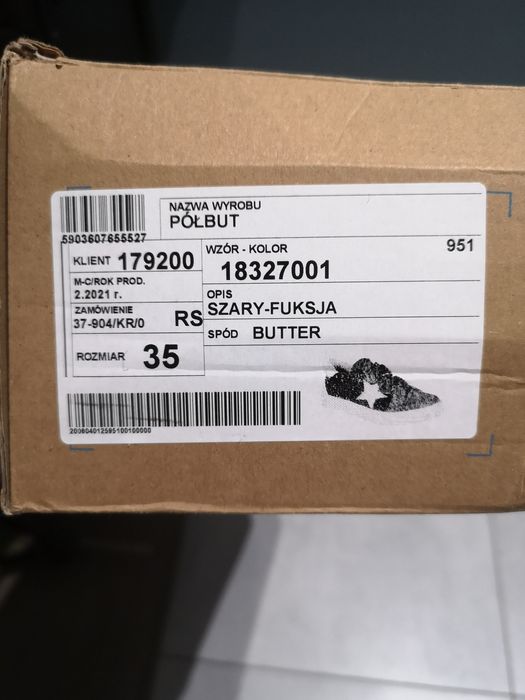 NAZWA WYROBU
PÓŁBUT
5903607655527
KLIENT 179200
WZÓR - KOLOR 951
18327001
M-C/ROK PROD.
2.2021 r.
OPIS
SZARY-FUKSJA
ZAMÓWIENIE
37-904/KR/0 RS
SPÓD BUTTER
ROZMIAR 35
200804012595100100000